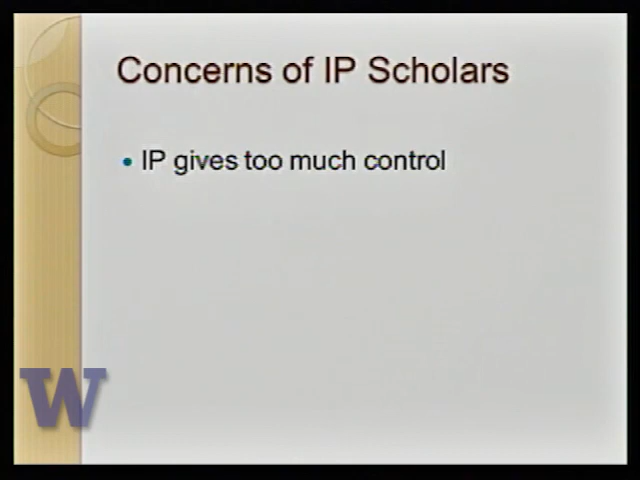 Concerns of IP Scholars
• IP gives too much control
W